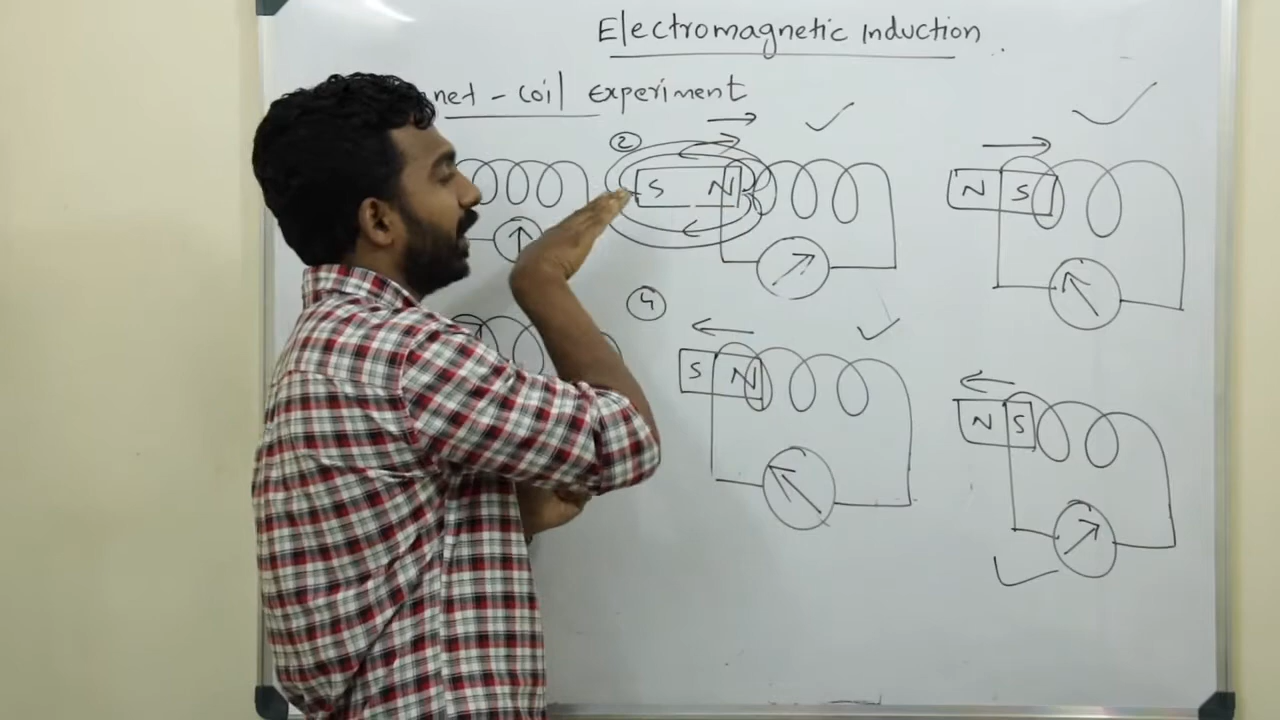 Electromagnetic Induction
net - coil experiment
2
S N
N S
4
S N
N S